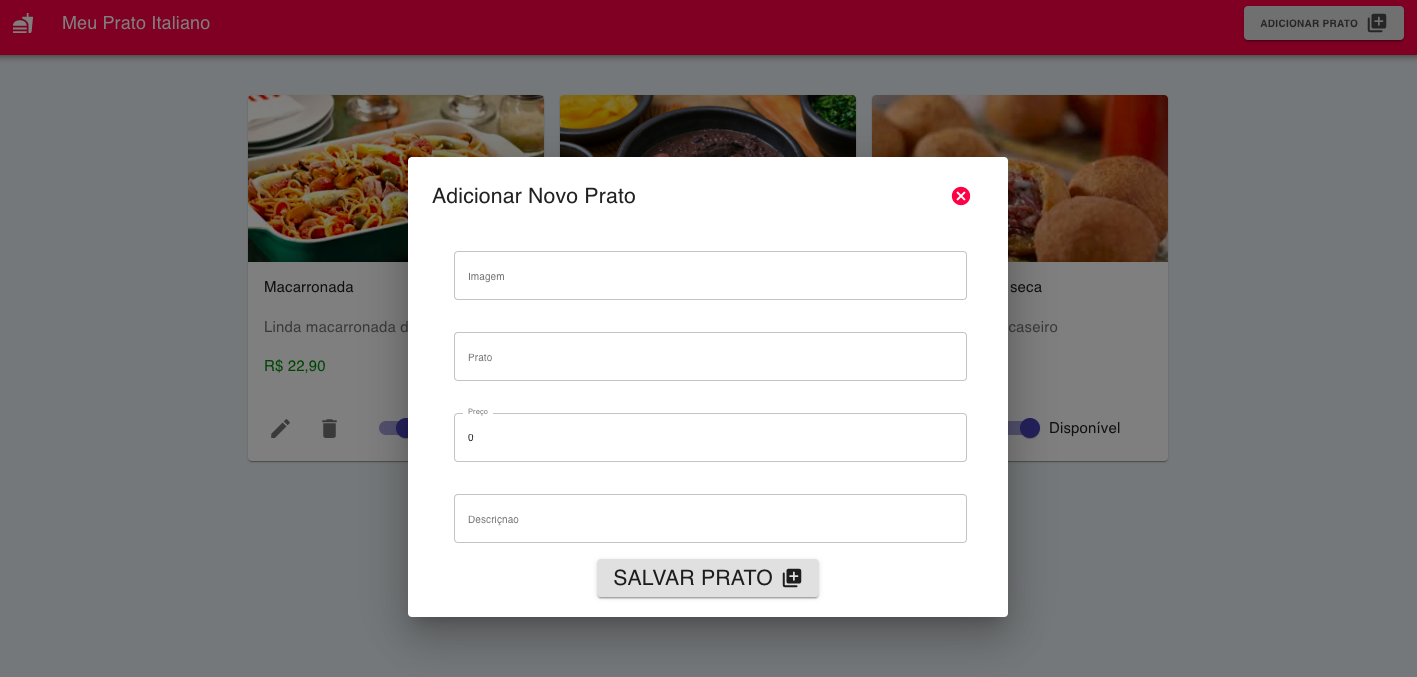 Meu Prato Italiano
ADICIONAR PRATO
Adicionar Novo Prato
Imagem
Prato
Preço
0
Descriçnao
SALVAR PRATO
Macarronada
Linda macarronada d
R$ 22,90
seca
caseiro
Disponível